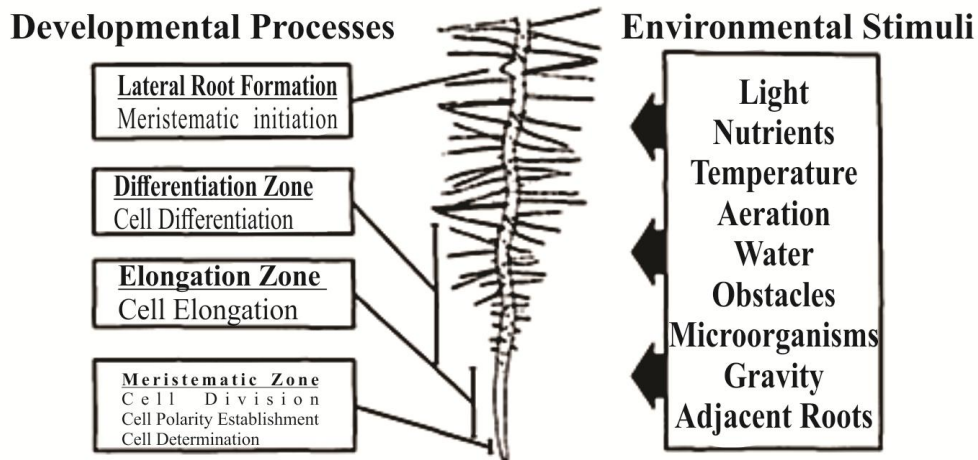 Developmental Processes
Lateral Root Formation
Meristematic initiation
Differentiation Zone
Cell Differentiation
Elongation Zone
Cell Elongation
Meristematic Zone
Cell Division
Cell Polarity Establishment
Cell Determination
Environmental Stimuli
Light
Nutrients
Temperature
Aeration
Water
Obstacles
Microorganisms
Gravity
Adjacent Roots